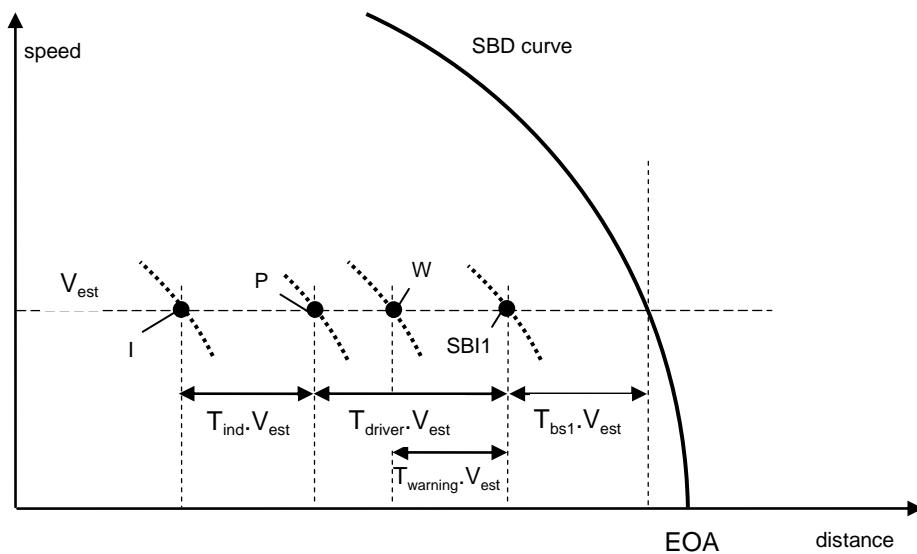 speed
SBD curve
V_est
I
P
W
SBI1
T_ind.V_est
T_driver.V_est
T_bs1.V_est
T_warning.V_est
EOA
distance